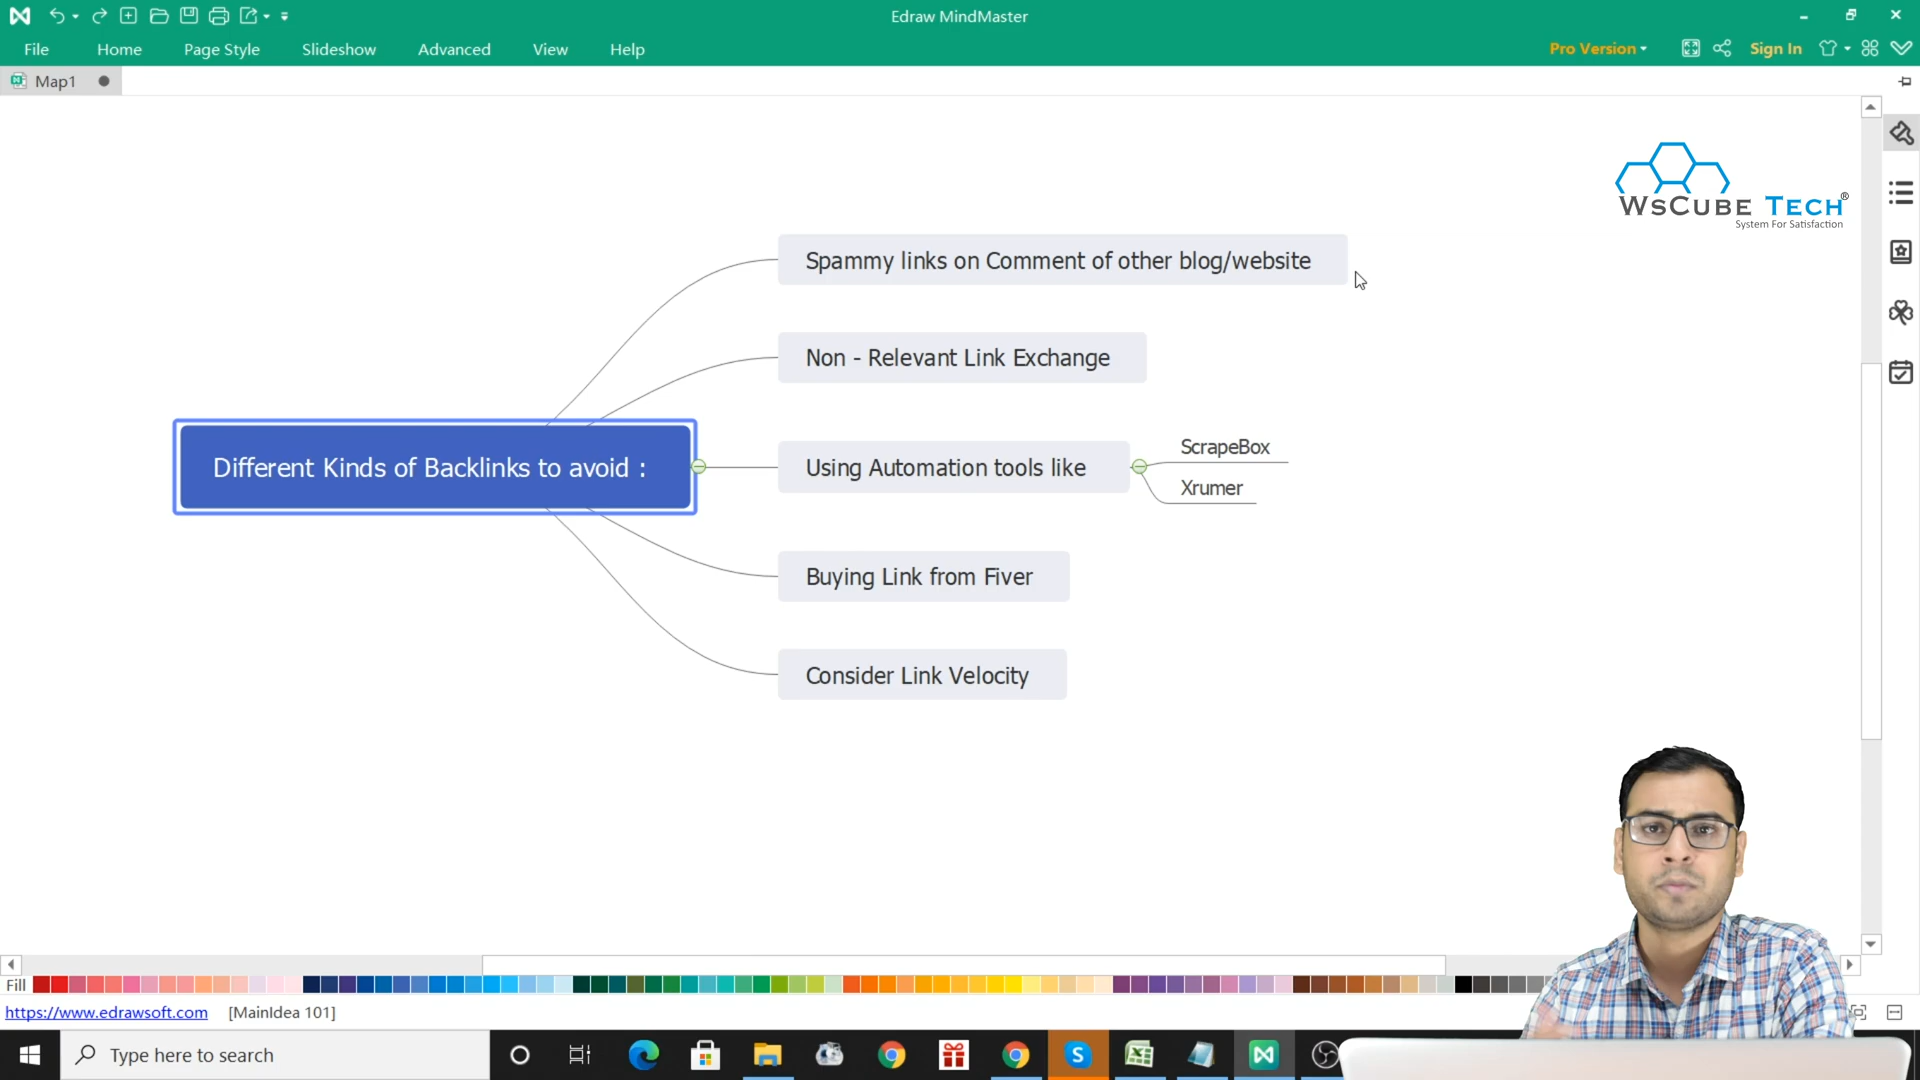 Edraw MindMaster
File Home Page Style Slideshow Advanced View Help
Pro Version Sign In
Map1
WsCube Tech®
System For Satisfaction
Spammy links on Comment of other blog/website
Non - Relevant Link Exchange
Different Kinds of Backlinks to avoid :
Using Automation tools like
ScrapeBox
Xrumer
Buying Link from Fiver
Consider Link Velocity
Fill
https://www.edrawsoft.com [MainIdea 101]
Type here to search